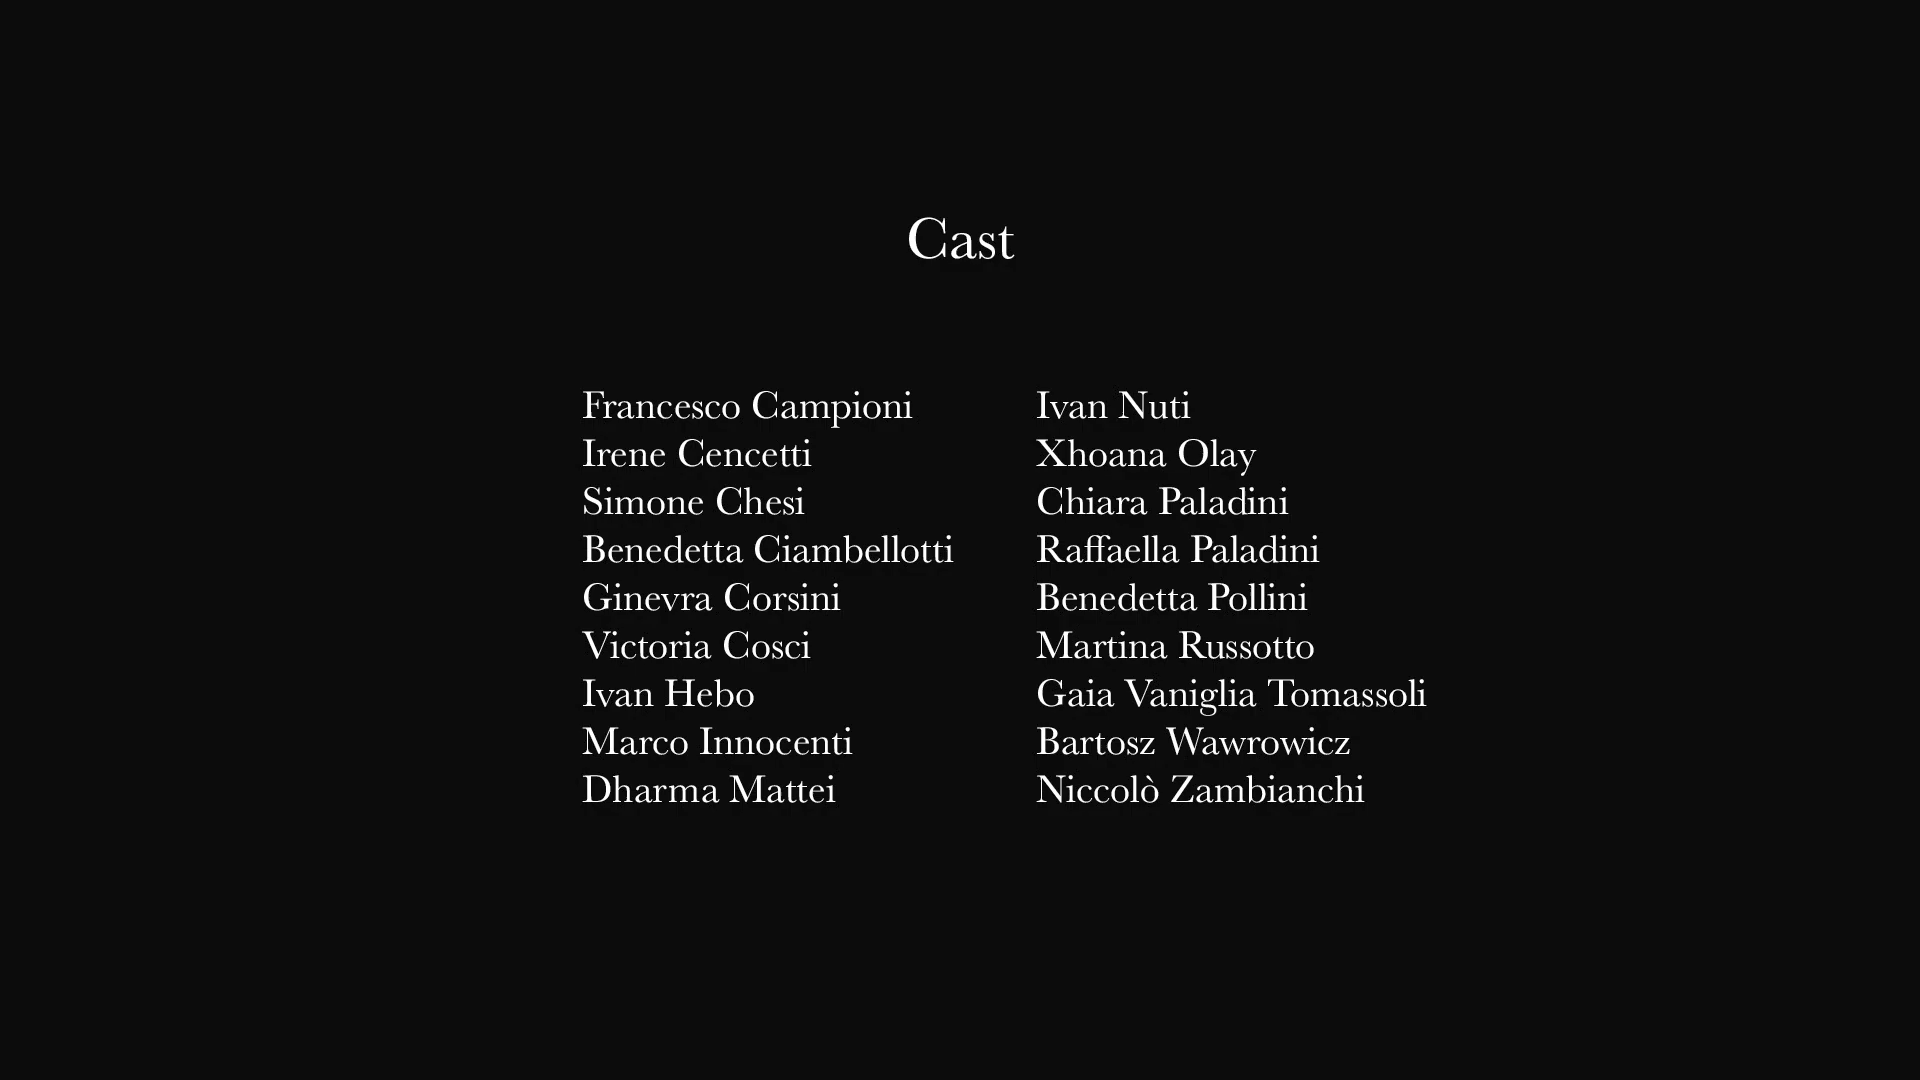 Cast
Francesco Campioni
Irene Cencetti
Simone Chesi
Benedetta Ciambellotti
Ginevra Corsini
Victoria Cosci
Ivan Hebo
Marco Innocenti
Dharma Mattei
Ivan Nuti
Xhoana Olay
Chiara Paladini
Raffaella Paladini
Benedetta Pollini
Martina Russotto
Gaia Vaniglia Tomassoli
Bartosz Wawrowicz
Niccolò Zambianchi